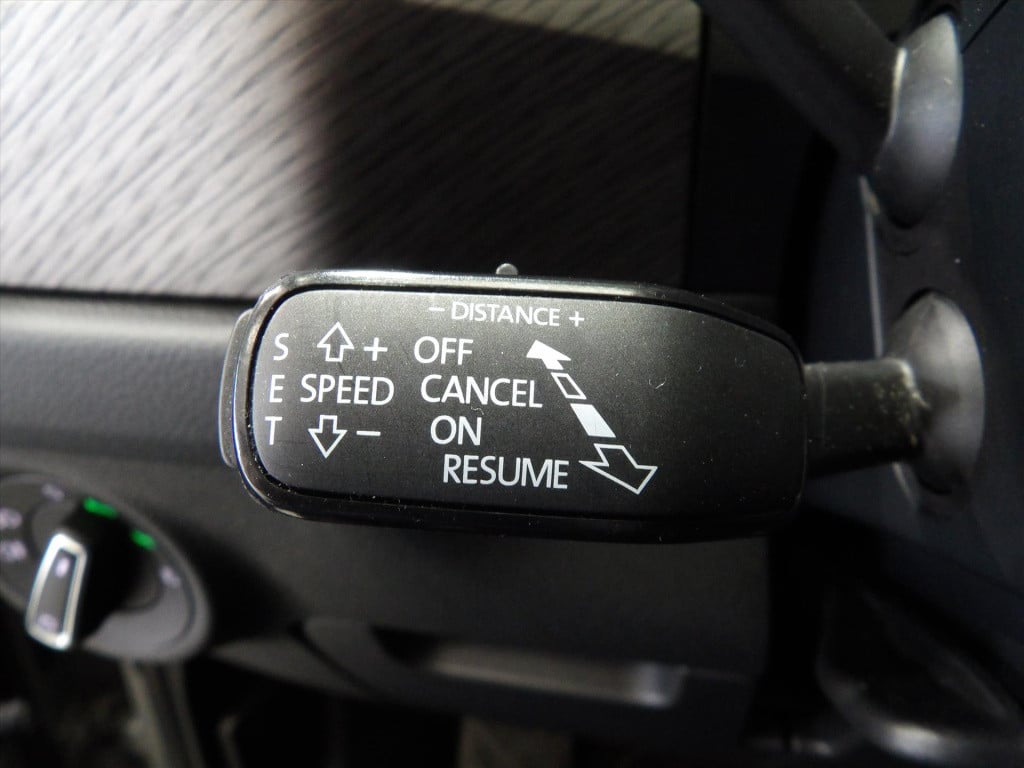 - DISTANCE +
S + OFF
E SPEED CANCEL
T - ON
RESUME